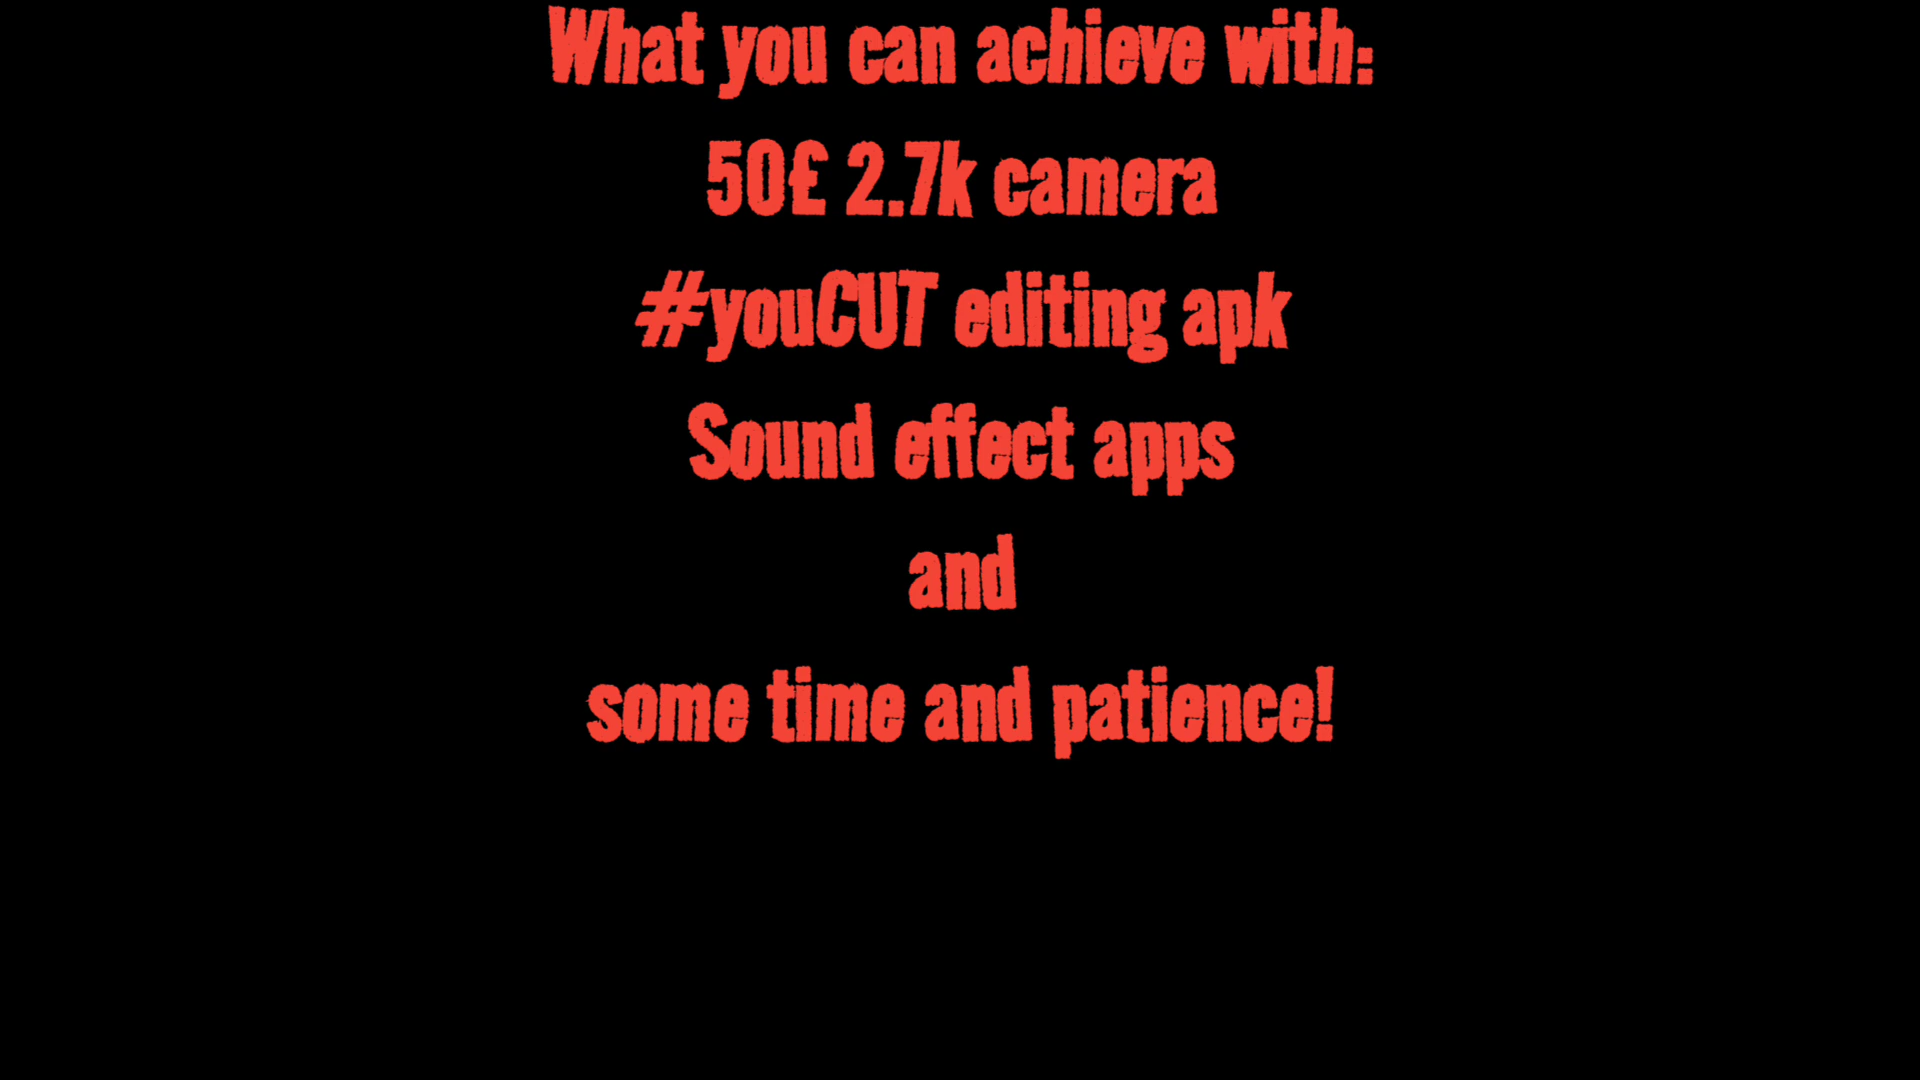 What you can achieve with:
50£ 2.7k camera
#youCUT editing apk
Sound effect apps
and
some time and patience!